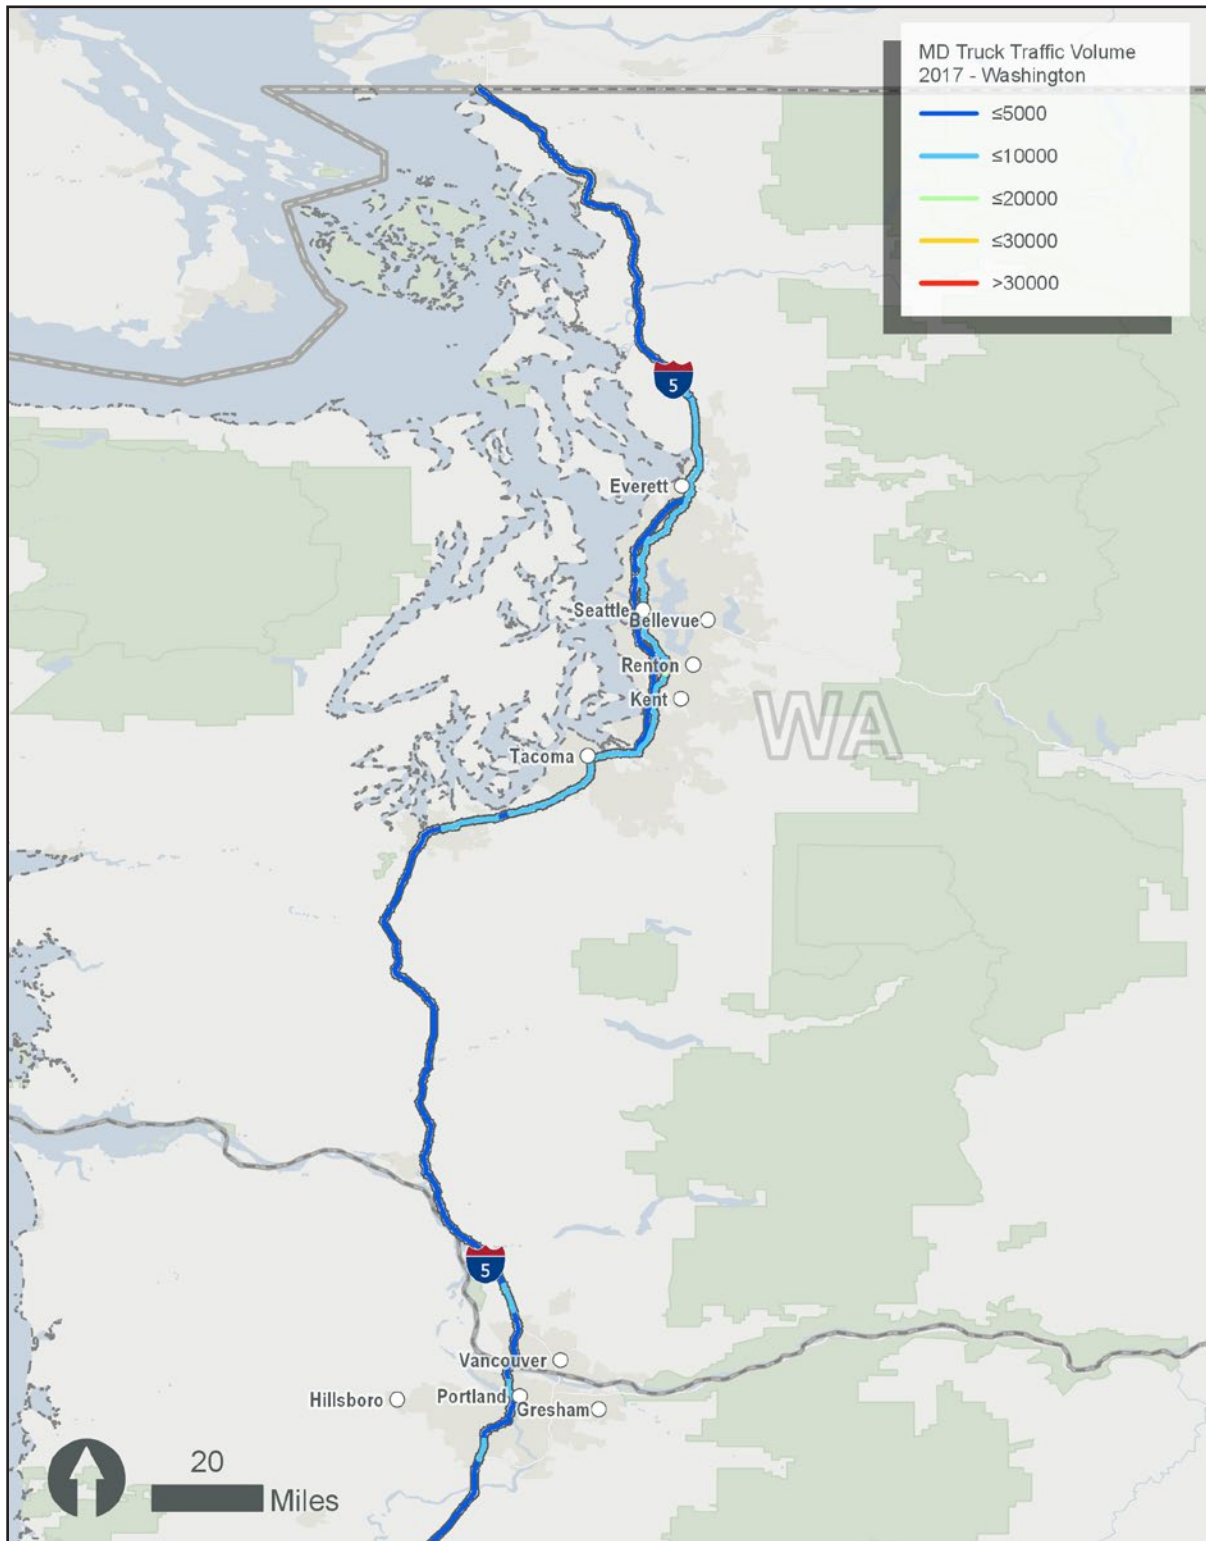 MD Truck Traffic Volume
2017 - Washington
≤5000
≤10000
≤20000
≤30000
>30000
5
Everett
Seattle
Bellevue
Renton
Kent
WA
Tacoma
5
Vancouver
Portland
Hillsboro
Gresham
20
Miles